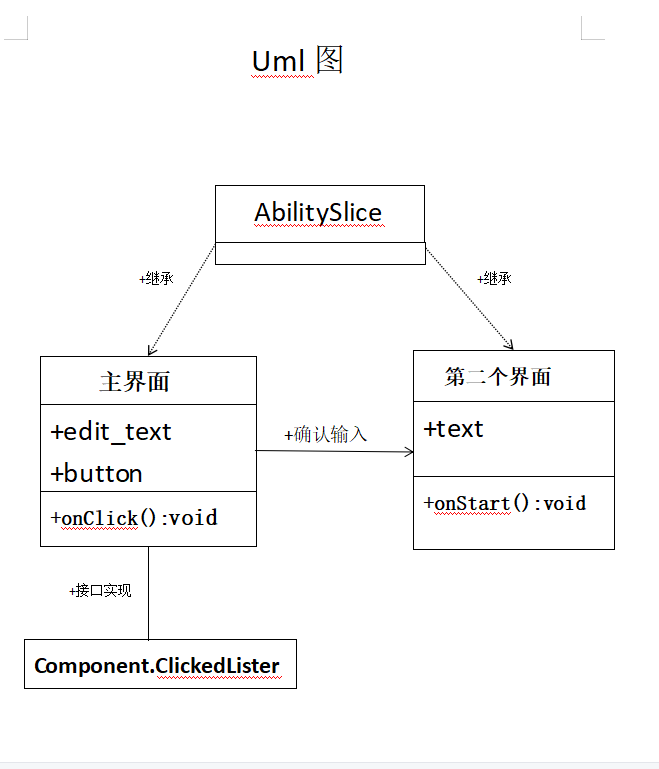 Uml 图
AbilitySlice
+继承
+继承
主界面
第二个界面
+edit_text
+button
+确认输入
+text
+onClick():void
+onStart():void
+接口实现
Component.ClickedLister